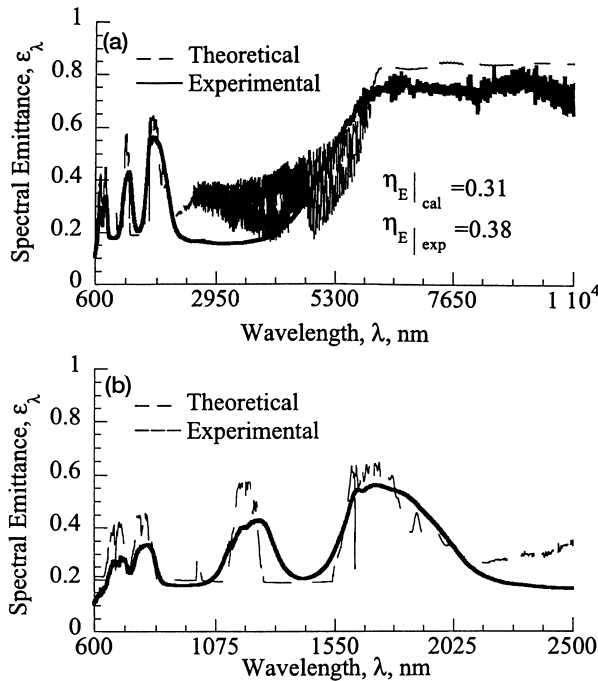 (a)
Theoretical
Experimental
Spectral Emittance, ελ
1
0.8
0.6
0.4
0.2
0
ηE|cal =0.31
ηE|exp =0.38
600 2950 5300 7650 1 10⁴
Wavelength, λ, nm
(b)
Theoretical
Experimental
Spectral Emittance, ελ
1
0.8
0.6
0.4
0.2
0
600 1075 1550 2025 2500
Wavelength, λ, nm